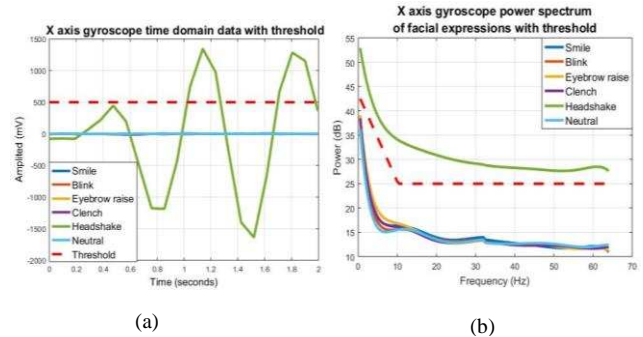 X axis gyroscope time domain data with threshold
1500
1000
500
0
-500
-1000
-1500
-2000
Amplited (mV)
Smile
Blink
Eyebrow raise
Clench
Headshake
Neutral
Threshold
0 0.2 0.4 0.6 0.8 1 1.2 1.4 1.6 1.8 2
Time (seconds)
(a)
X axis gyroscope power spectrum
of facial expressions with threshold
55
50
45
40
35
30
25
20
15
10
Power (dB)
Smile
Blink
Eyebrow raise
Clench
Headshake
Neutral
0 10 20 30 40 50 60 70
Frequency (Hz)
(b)